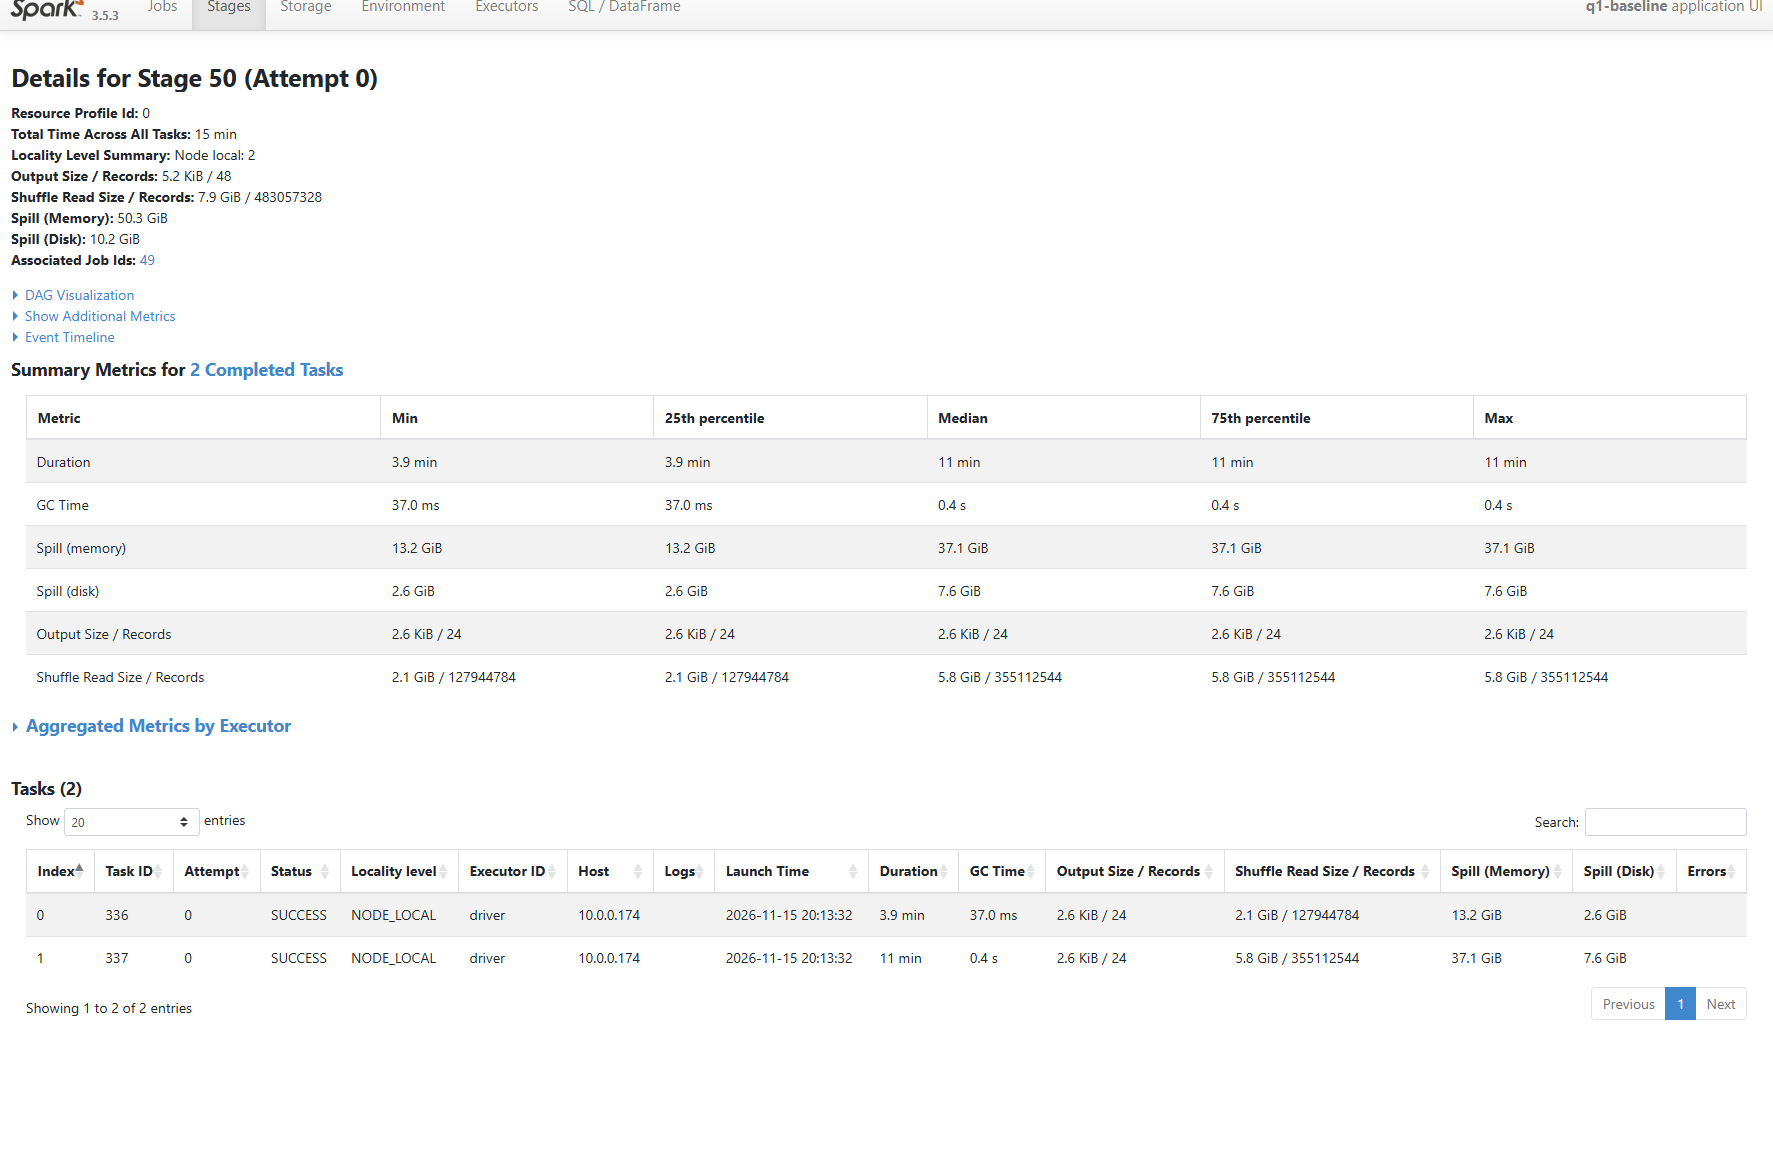 Spark 3.5.3 Jobs Stages Storage Environment Executors SQL / DataFrame q1-baseline application UI
Details for Stage 50 (Attempt 0)
Resource Profile Id: 0
Total Time Across All Tasks: 15 min
Locality Level Summary: Node local: 2
Output Size / Records: 5.2 KiB / 48
Shuffle Read Size / Records: 7.9 GiB / 483057328
Spill (Memory): 50.3 GiB
Spill (Disk): 10.2 GiB
Associated Job Ids: 49
DAG Visualization
Show Additional Metrics
Event Timeline
Summary Metrics for 2 Completed Tasks
Metric Min 25th percentile Median 75th percentile Max
Duration 3.9 min 3.9 min 11 min 11 min 11 min
GC Time 37.0 ms 37.0 ms 0.4 s 0.4 s 0.4 s
Spill (memory) 13.2 GiB 13.2 GiB 37.1 GiB 37.1 GiB 37.1 GiB
Spill (disk) 2.6 GiB 2.6 GiB 7.6 GiB 7.6 GiB 7.6 GiB
Output Size / Records 2.6 KiB / 24 2.6 KiB / 24 2.6 KiB / 24 2.6 KiB / 24 2.6 KiB / 24
Shuffle Read Size / Records 2.1 GiB / 127944784 2.1 GiB / 127944784 5.8 GiB / 355112544 5.8 GiB / 355112544 5.8 GiB / 355112544
Aggregated Metrics by Executor
Tasks (2)
Show 20 entries Search:
Index Task ID Attempt Status Locality level Executor ID Host Logs Launch Time Duration GC Time Output Size / Records Shuffle Read Size / Records Spill (Memory) Spill (Disk) Errors
0 336 0 SUCCESS NODE_LOCAL driver 10.0.0.174 2026-11-15 20:13:32 3.9 min 37.0 ms 2.6 KiB / 24 2.1 GiB / 127944784 13.2 GiB 2.6 GiB
1 337 0 SUCCESS NODE_LOCAL driver 10.0.0.174 2026-11-15 20:13:32 11 min 0.4 s 2.6 KiB / 24 5.8 GiB / 355112544 37.1 GiB 7.6 GiB
Showing 1 to 2 of 2 entries Previous 1 Next